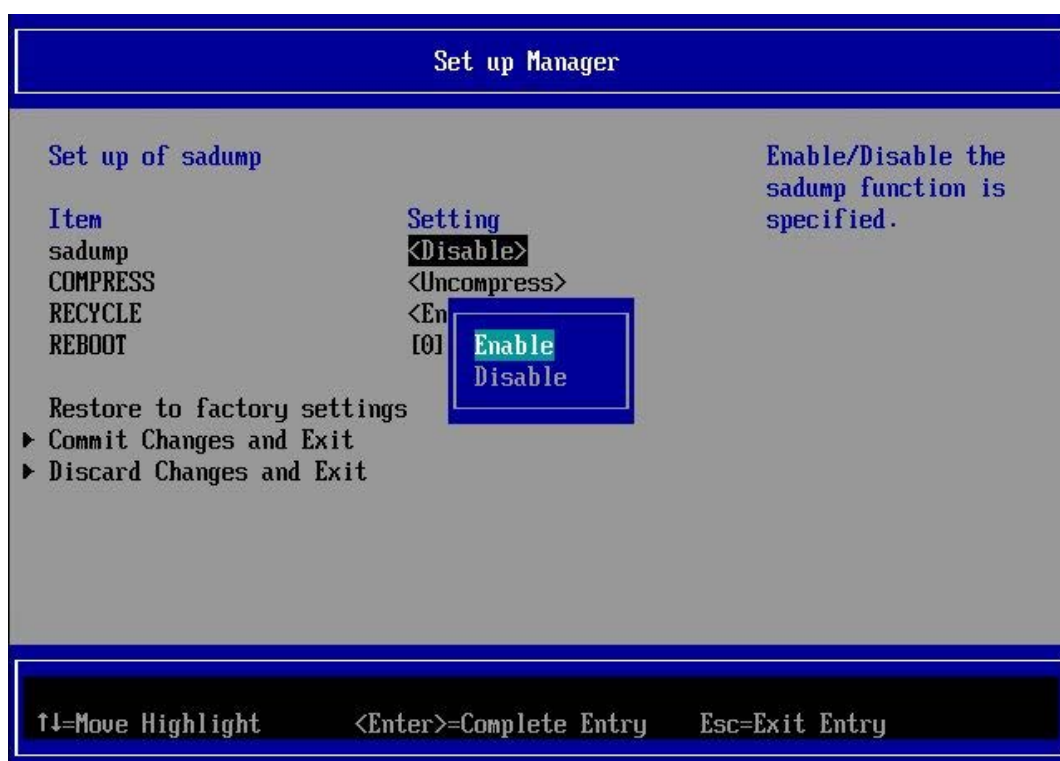 Set up Manager
Set up of sadump
Enable/Disable the
sadump function is
specified.
Item Setting
sadump <Disable>
COMPRESS <Uncompress>
RECYCLE <En
REBOOT [0]
Enable
Disable
Restore to factory settings
▶ Commit Changes and Exit
▶ Discard Changes and Exit
↑↓=Move Highlight <Enter>=Complete Entry Esc=Exit Entry